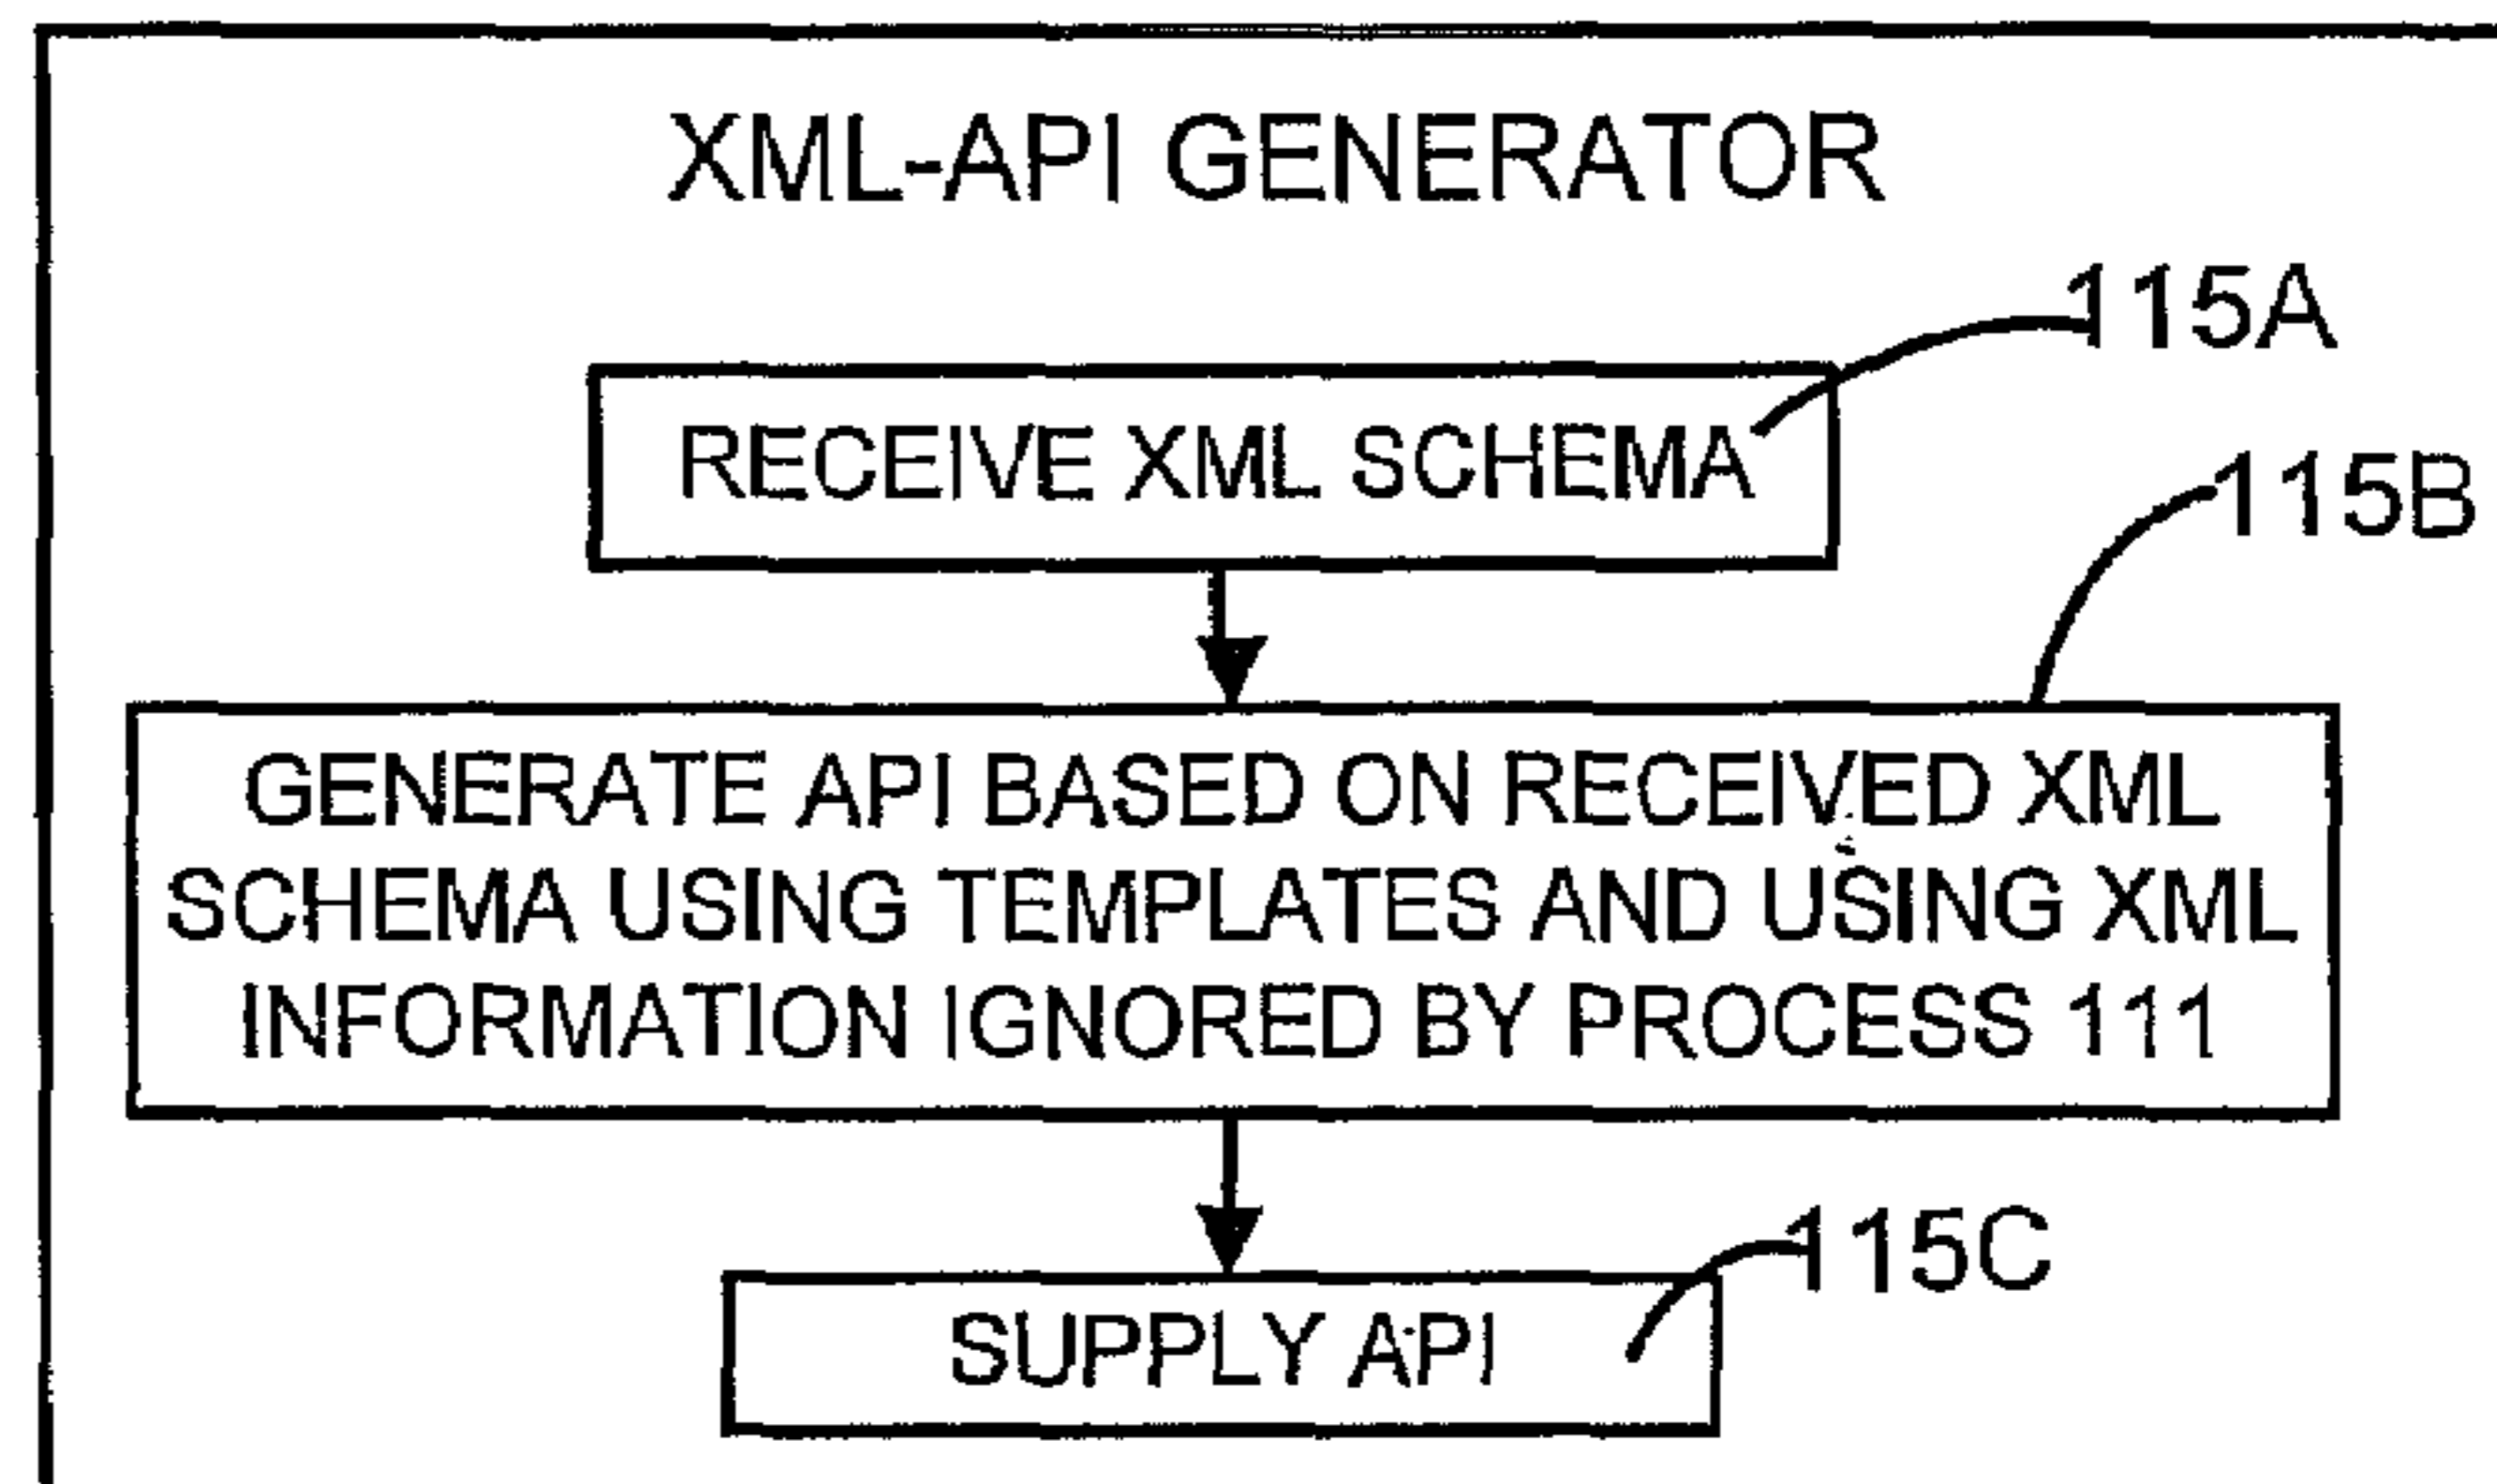 XML-API GENERATOR
115A
RECEIVE XML SCHEMA
115B
GENERATE API BASED ON RECEIVED XML
SCHEMA USING TEMPLATES AND USING XML
INFORMATION IGNORED BY PROCESS 111
115C
SUPPLY API